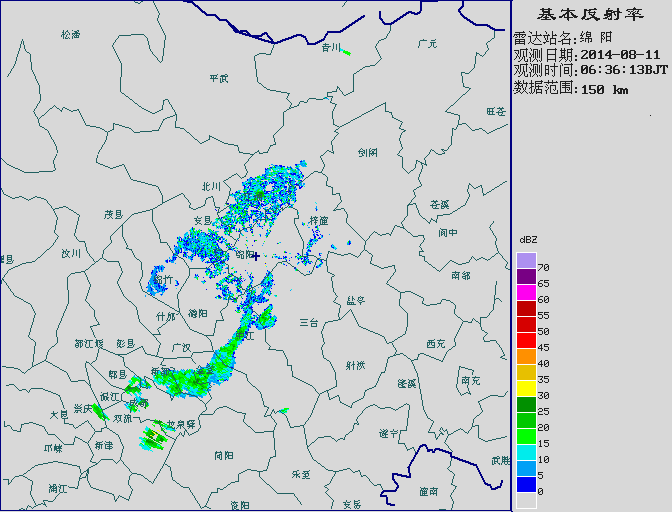 基本反射率
雷达站名:绵 阳
观测日期:2014-08-11
观测时间:06:36:13BJT
数据范围:150 km
松潘
青川
广元
平武
旺苍
剑阁
北川
苍溪
茂县
安县
梓潼
阆中
汶川
绵阳
南部
绵竹
盐亭
什邡
德阳
三台
都江堰
彭县
广汉
西充
射洪
郫县
新都
蓬溪
南充
温江
成都
大邑
崇庆
双流
龙泉驿
遂宁
邛崃
新津
简阳
武胜
乐至
蒲江
潼南
资阳
安岳
dBZ
70
65
60
55
50
45
40
35
30
25
20
15
10
5
0